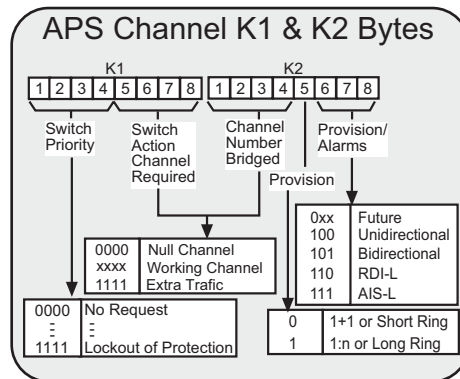 APS Channel K1 & K2 Bytes
K1 K2
1 2 3 4 5 6 7 8 1 2 3 4 5 6 7 8
Switch
Priority
Switch
Action
Channel
Required
Channel
Number
Bridged
Provision
Provision/
Alarms
0000 Null Channel
xxxx Working Channel
1111 Extra Trafic
0xx Future
100 Unidirectional
101 Bidirectional
110 RDI-L
111 AIS-L
0000 No Request
1111 Lockout of Protection
0 1+1 or Short Ring
1 1:n or Long Ring